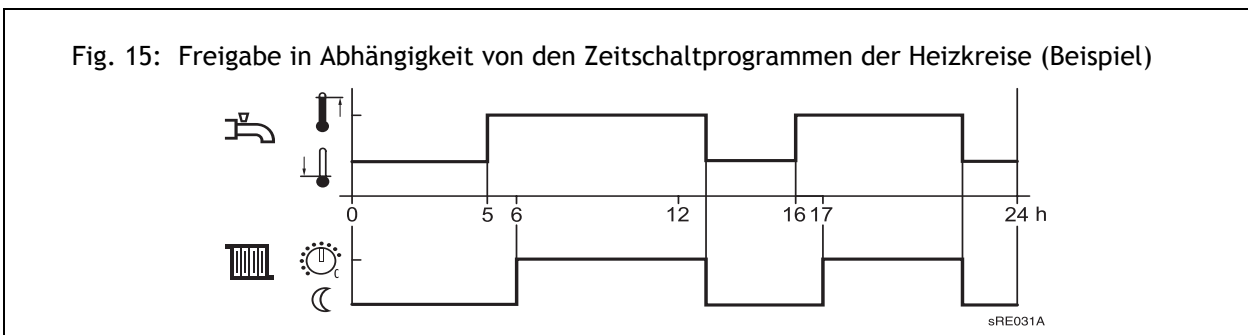 Fig. 15: Freigabe in Abhängigkeit von den Zeitschaltprogrammen der Heizkreise (Beispiel)
0 5 6 12 16 17 24 h
C
sRE031A